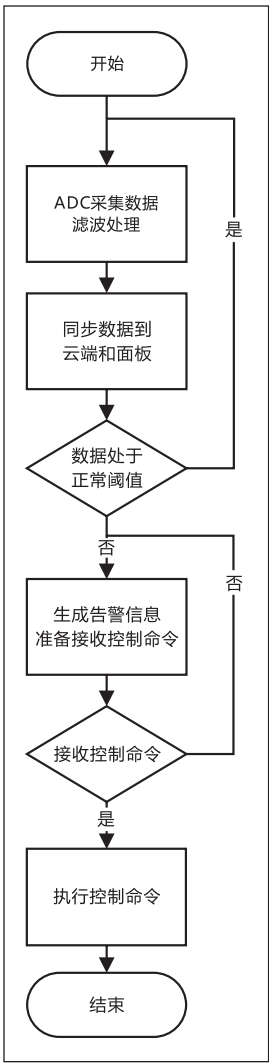 开始
ADC采集数据
滤波处理
是
同步数据到
云端和面板
数据处于
正常阈值
否
否
生成告警信息
准备接收控制命令
接收控制命令
是
执行控制命令
结束